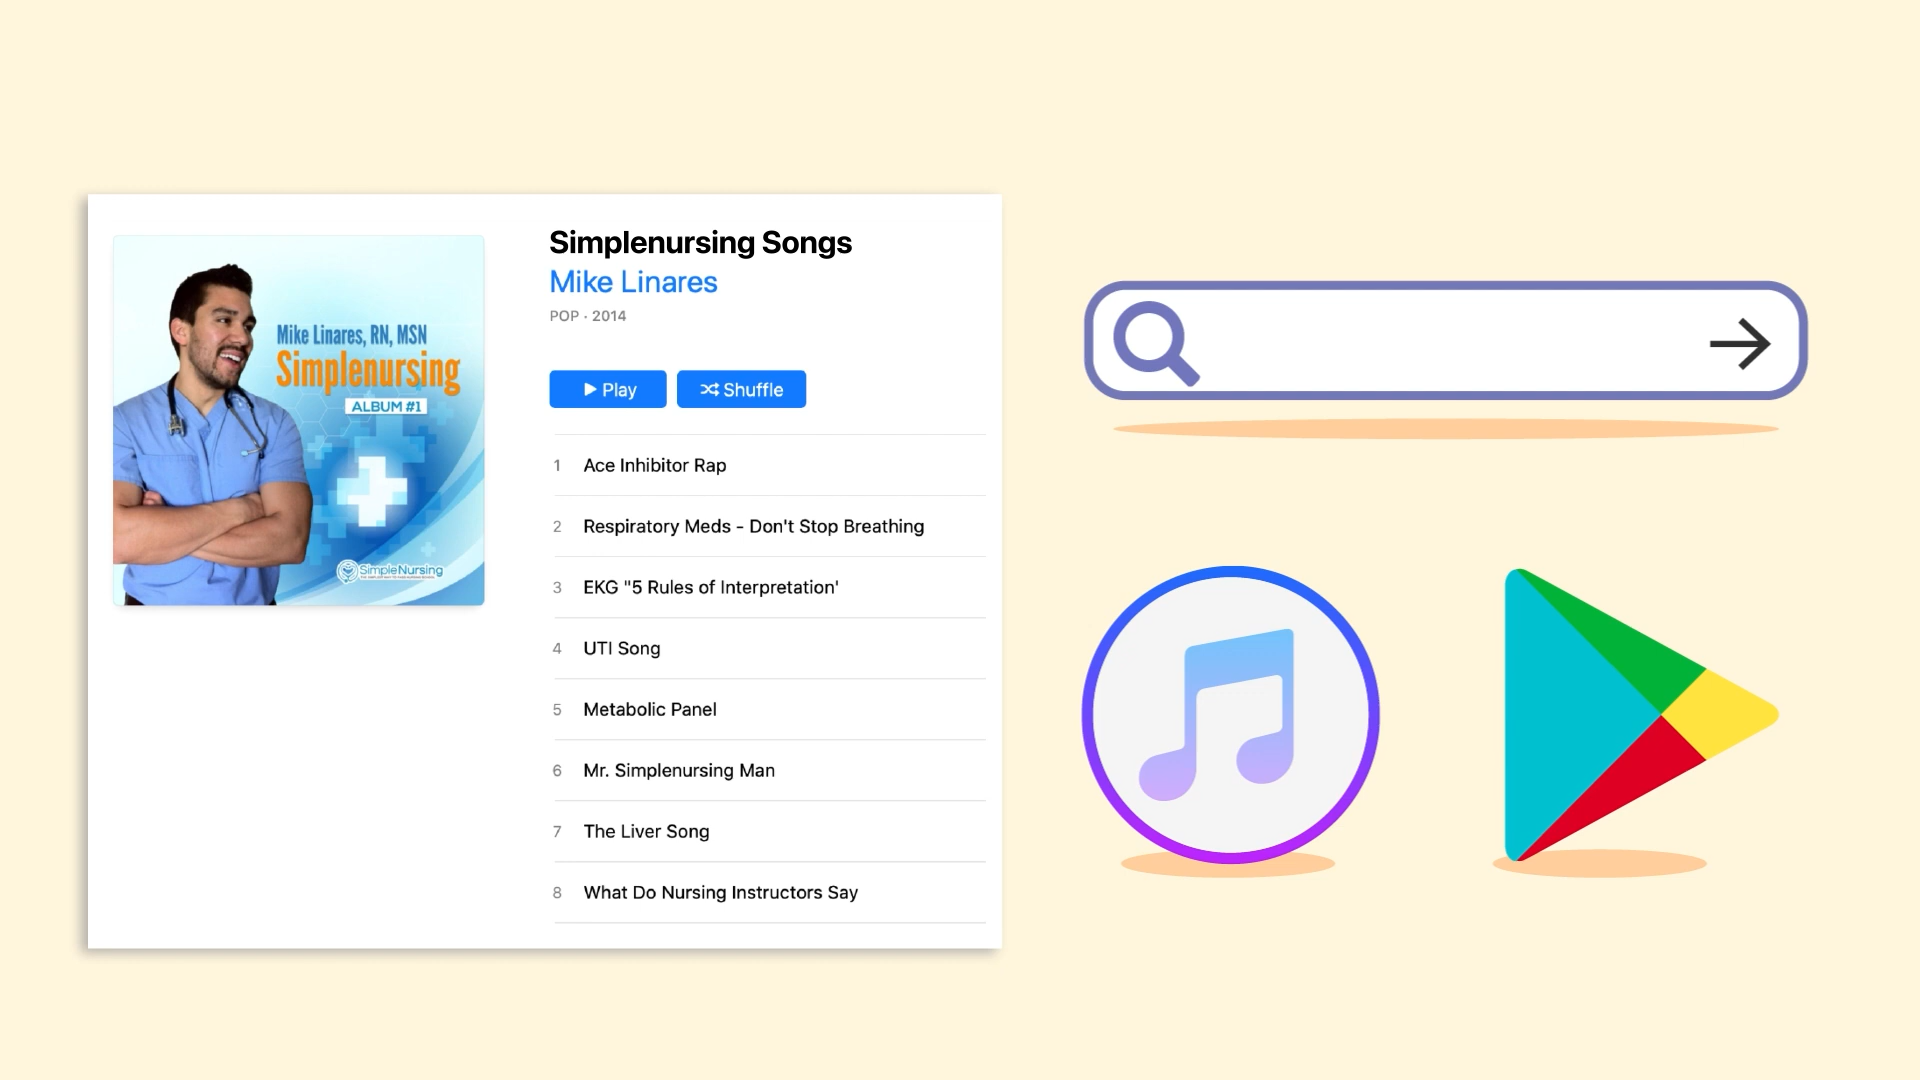 Mike Linares, RN, MSN
Simplenursing
ALBUM #1
SimpleNursing
Simplenursing Songs
Mike Linares
POP · 2014
Play
Shuffle
1 Ace Inhibitor Rap
2 Respiratory Meds - Don't Stop Breathing
3 EKG "5 Rules of Interpretation'
4 UTI Song
5 Metabolic Panel
6 Mr. Simplenursing Man
7 The Liver Song
8 What Do Nursing Instructors Say